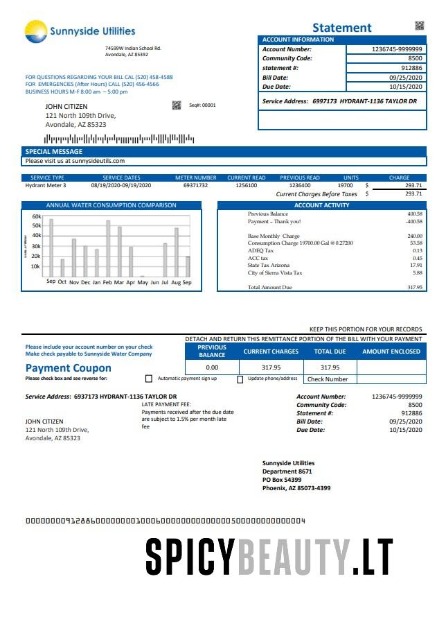 Sunnyside Utilities
Statement
74509W Indian School Rd.
Avondale, AZ 85392
ACCOUNT INFORMATION
Account Number: 1236745-9999999
Community Code: 8500
statement #: 912886
Bill Date: 09/25/2020
Due Date: 10/15/2020
Service Address: 6937173 HYDRANT-1136 TAYLOR DR
FOR QUESTIONS REGARDING YOUR BILL CAL (520) 458-4588
FOR EMERGENCIES (After Hours) CALL (520) 456-4566
BUSINESS HOURS M-F 8.00 am – 5:00 pm
JOHN CITIZEN
Seq# 00001
121 North 109th Drive,
Avondale, AZ 85323
SPECIAL MESSAGE
Please visit us at sunnysideutils.com
SERVICE TYPE SERVICE DATES METER NUMBER CURRENT READ PREVIOUS READ UNITS CHARGE
Hydrant Meter 3 08/19/2020-09/19/2020 69371732 1256100 1236400 19700 $ 293.71
Current Charges Before Taxes $ 293.71
ANNUAL WATER CONSUMPTION COMPARISON
60k
50k
40k
30k
20k
10k
Sep Oct Nov Dec Jan Feb Mar Apr May Jun Jul Aug Sep
ACCOUNT ACTIVITY
Previous Balance 400.58
Payment – Thank you! -400.58
Base Monthly Charge 240.00
Consumption Charge 19700.00 Gal @ 0.27200 53.59
ADEQ Tax 0.13
ACC tax 0.45
State Tax Arizona 17.91
City of Sierra Vista Tax 5.88
Total Amount Due 317.95
KEEP THIS PORTION FOR YOUR RECORDS
DETACH AND RETURN THIS REMITTANCE PORTION OF THE BILL WITH YOUR PAYMENT
Please include your account number on your check
Make check payable to Sunnyside Water Company
PREVIOUS BALANCE CURRENT CHARGES TOTAL DUE AMOUNT ENCLOSED
Payment Coupon
0.00 317.95 317.95
Please check box and see reverse for: Automatic payment sign up Update phone/address Check Number
Service Address: 6937173 HYDRANT-1136 TAYLOR DR
LATE PAYMENT FEE:
Payments received after the due date
are subject to 1.5% per month late
fee
JOHN CITIZEN
121 North 109th Drive,
Avondale, AZ 85323
Account Number: 1236745-9999999
Community Code: 8500
Statement #: 912886
Bill Date: 09/25/2020
Due Date: 10/15/2020
Sunnyside Utilities
Department 8671
PO Box 54399
Phoenix, AZ 85073-4399
SPICYBEAUTY.LT